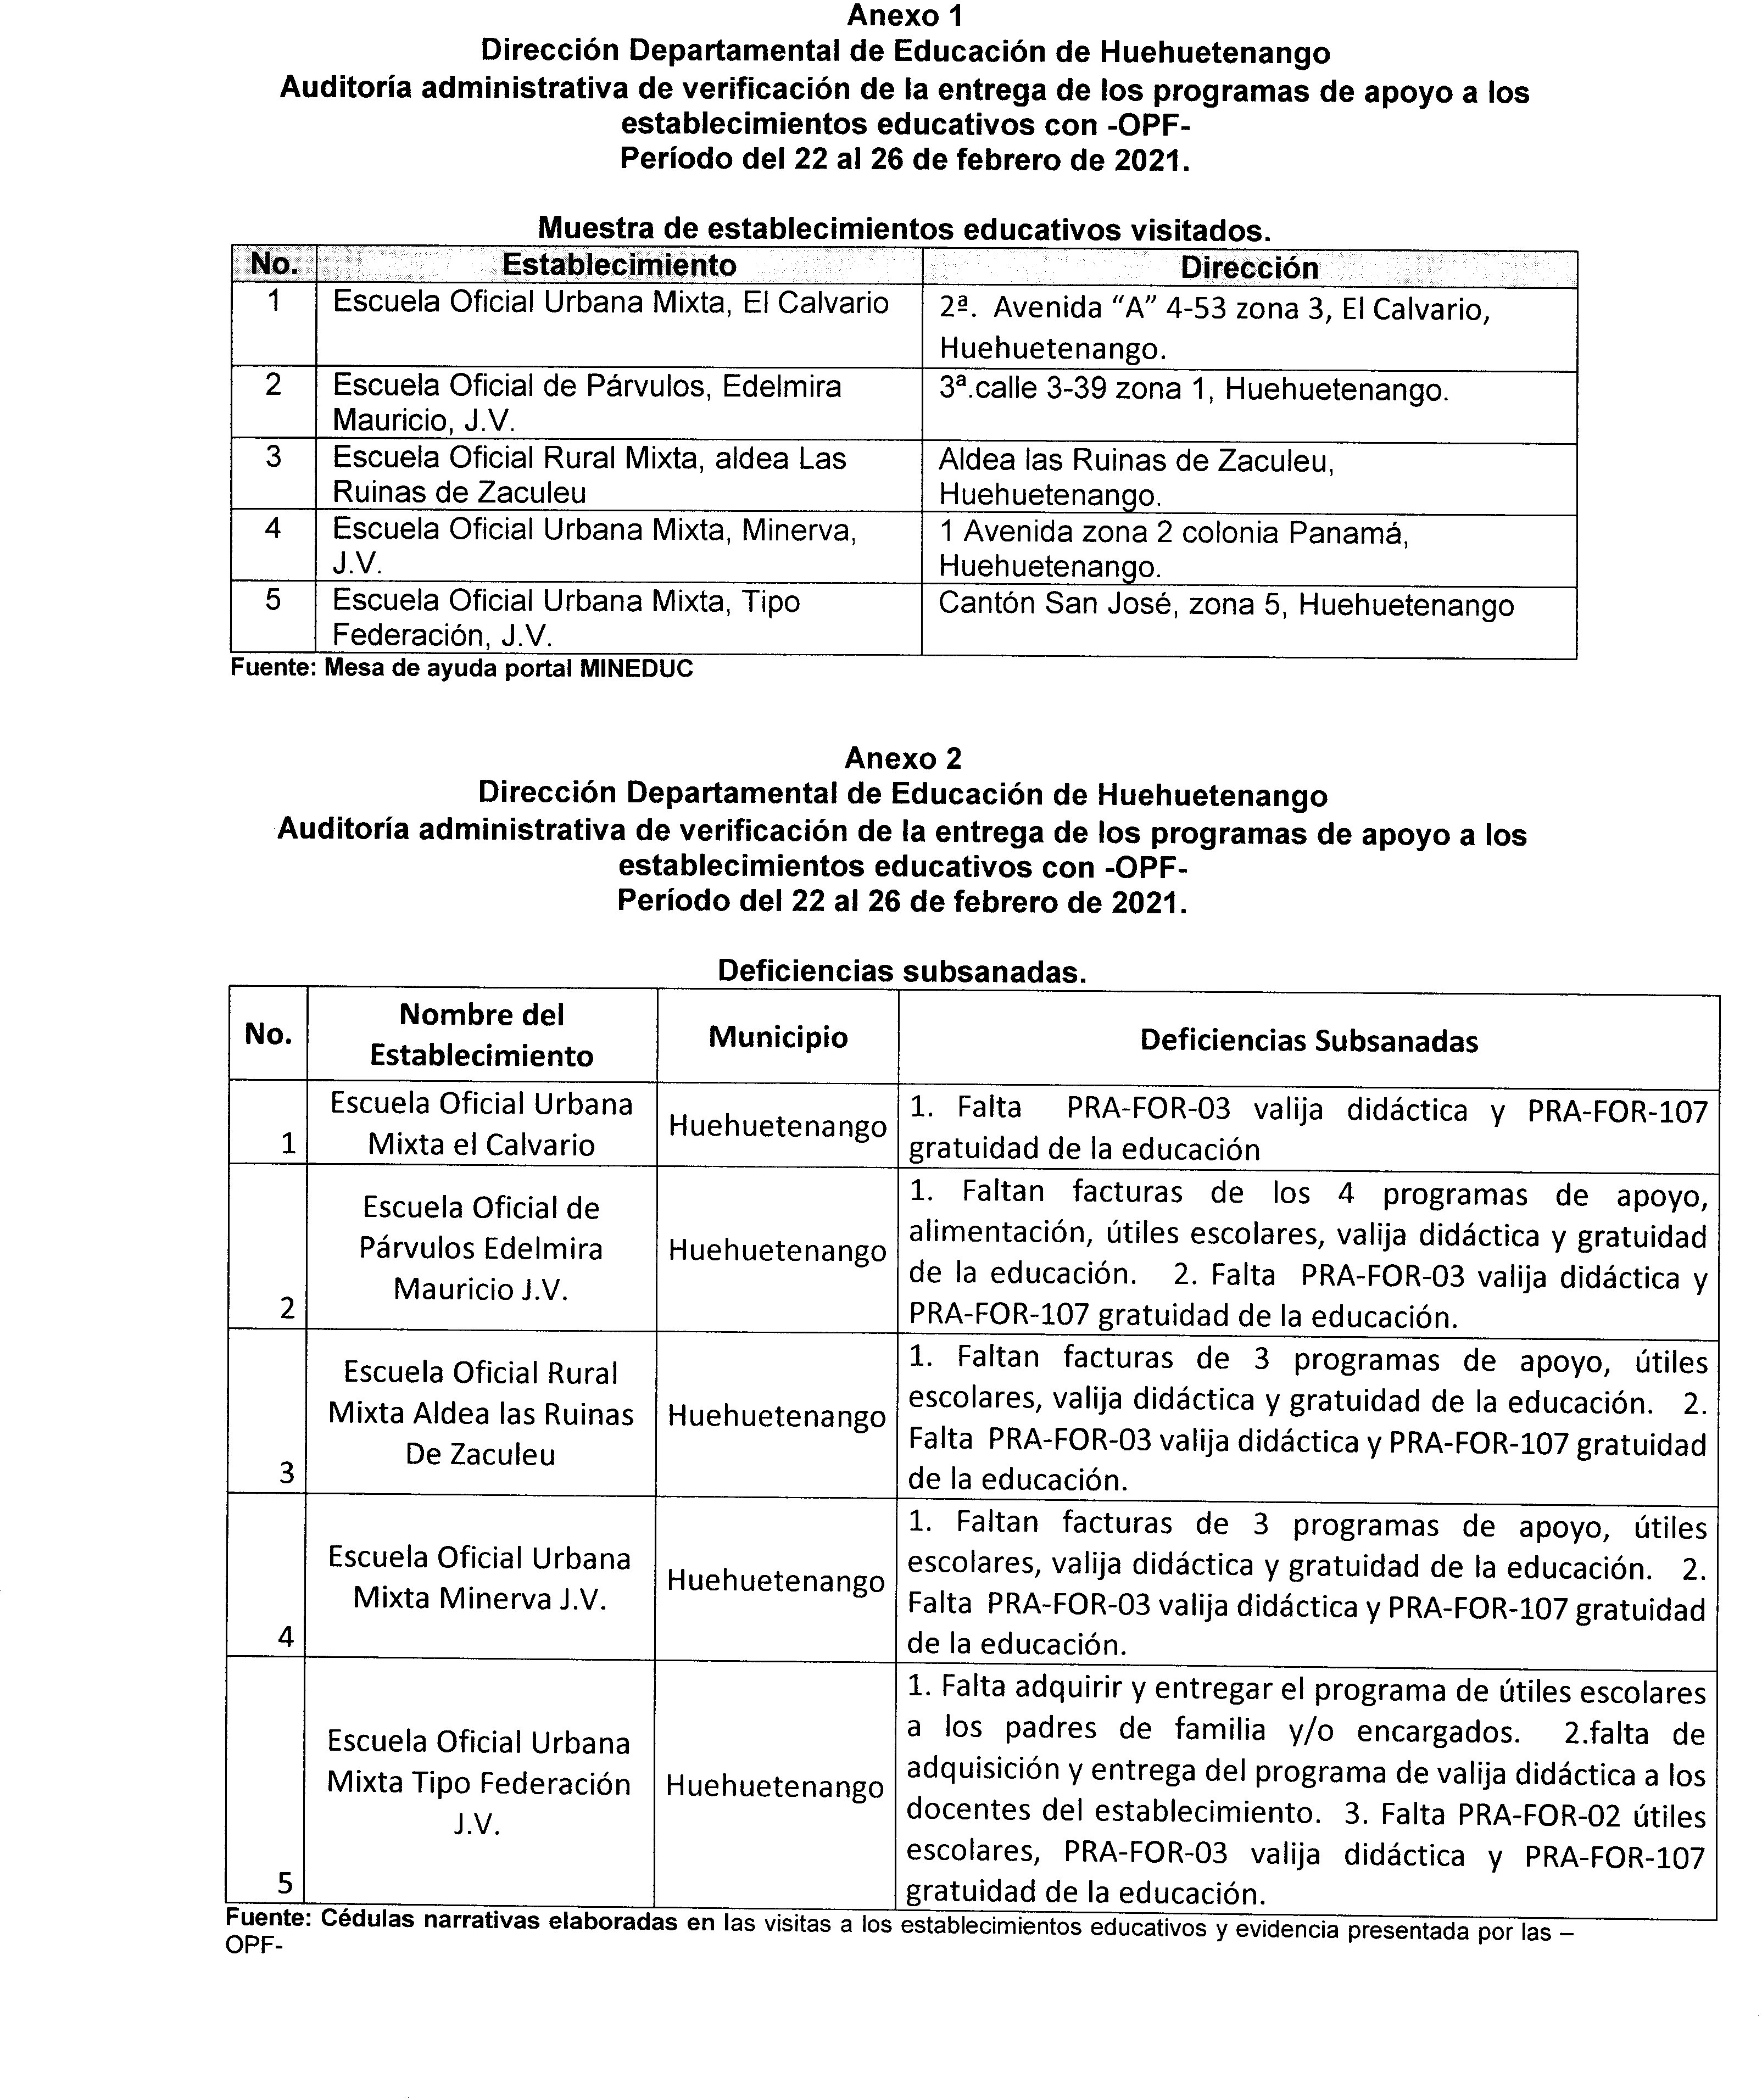 Anexo 1
Dirección Departamental de Educación de Huehuetenango
Auditoría administrativa de verificación de la entrega de los programas de apoyo a los
establecimientos educativos con -OPF-
Período del 22 al 26 de febrero de 2021.
Muestra de establecimientos educativos visitados.
No. Establecimiento Dirección
1 Escuela Oficial Urbana Mixta, El Calvario 2ª. Avenida "A" 4-53 zona 3, El Calvario,
Huehuetenango.
2 Escuela Oficial de Párvulos, Edelmira 3ª.calle 3-39 zona 1, Huehuetenango.
Mauricio, J.V.
3 Escuela Oficial Rural Mixta, aldea Las Aldea las Ruinas de Zaculeu,
Ruinas de Zaculeu Huehuetenango.
4 Escuela Oficial Urbana Mixta, Minerva, 1 Avenida zona 2 colonia Panamá,
J.V. Huehuetenango.
5 Escuela Oficial Urbana Mixta, Tipo Cantón San José, zona 5, Huehuetenango
Federación, J.V.
Fuente: Mesa de ayuda portal MINEDUC
Anexo 2
Dirección Departamental de Educación de Huehuetenango
Auditoría administrativa de verificación de la entrega de los programas de apoyo a los
establecimientos educativos con -OPF-
Período del 22 al 26 de febrero de 2021.
Deficiencias subsanadas.
No. Nombre del Establecimiento Municipio Deficiencias Subsanadas
1 Escuela Oficial Urbana
Mixta el Calvario
Huehuetenango
1. Falta PRA-FOR-03 valija didáctica y PRA-FOR-107
gratuidad de la educación
2 Escuela Oficial de
Párvulos Edelmira
Mauricio J.V.
Huehuetenango
1. Faltan facturas de los 4 programas de apoyo,
alimentación, útiles escolares, valija didáctica y gratuidad
de la educación. 2. Falta PRA-FOR-03 valija didáctica y
PRA-FOR-107 gratuidad de la educación.
3 Escuela Oficial Rural
Mixta Aldea las Ruinas
De Zaculeu
Huehuetenango
1. Faltan facturas de 3 programas de apoyo, útiles
escolares, valija didáctica y gratuidad de la educación. 2.
Falta PRA-FOR-03 valija didáctica y PRA-FOR-107 gratuidad
de la educación.
4 Escuela Oficial Urbana
Mixta Minerva J.V.
Huehuetenango
1. Faltan facturas de 3 programas de apoyo, útiles
escolares, valija didáctica y gratuidad de la educación. 2.
Falta PRA-FOR-03 valija didáctica y PRA-FOR-107 gratuidad
de la educación.
5 Escuela Oficial Urbana
Mixta Tipo Federación
J.V.
Huehuetenango
1. Falta adquirir y entregar el programa de útiles escolares
a los padres de familia y/o encargados. 2.falta de
adquisición y entrega del programa de valija didáctica a los
docentes del establecimiento. 3. Falta PRA-FOR-02 útiles
escolares, PRA-FOR-03 valija didáctica y PRA-FOR-107
gratuidad de la educación.
Fuente: Cédulas narrativas elaboradas en las visitas a los establecimientos educativos y evidencia presentada por las –
OPF-